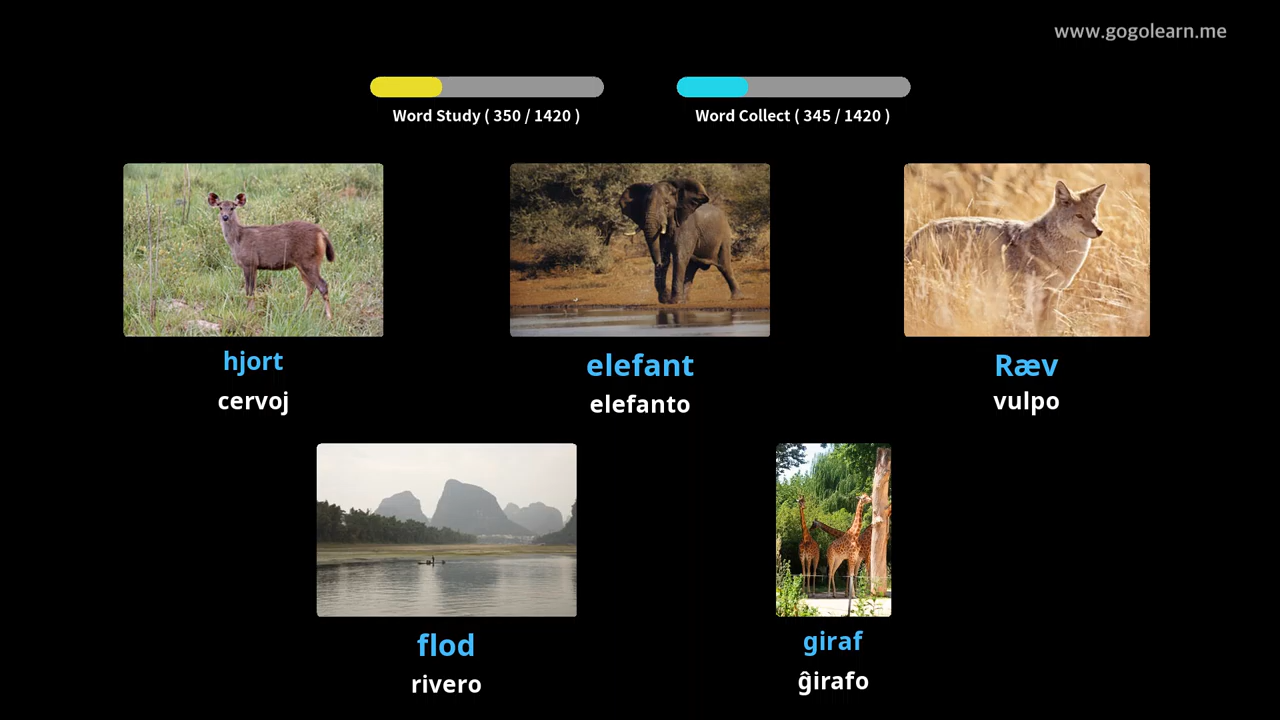 www.gogolearn.me
Word Study ( 350 / 1420 )
Word Collect ( 345 / 1420 )
hjort
cervoj
elefant
elefanto
Ræv
vulpo
flod
rivero
giraf
ĝirafo